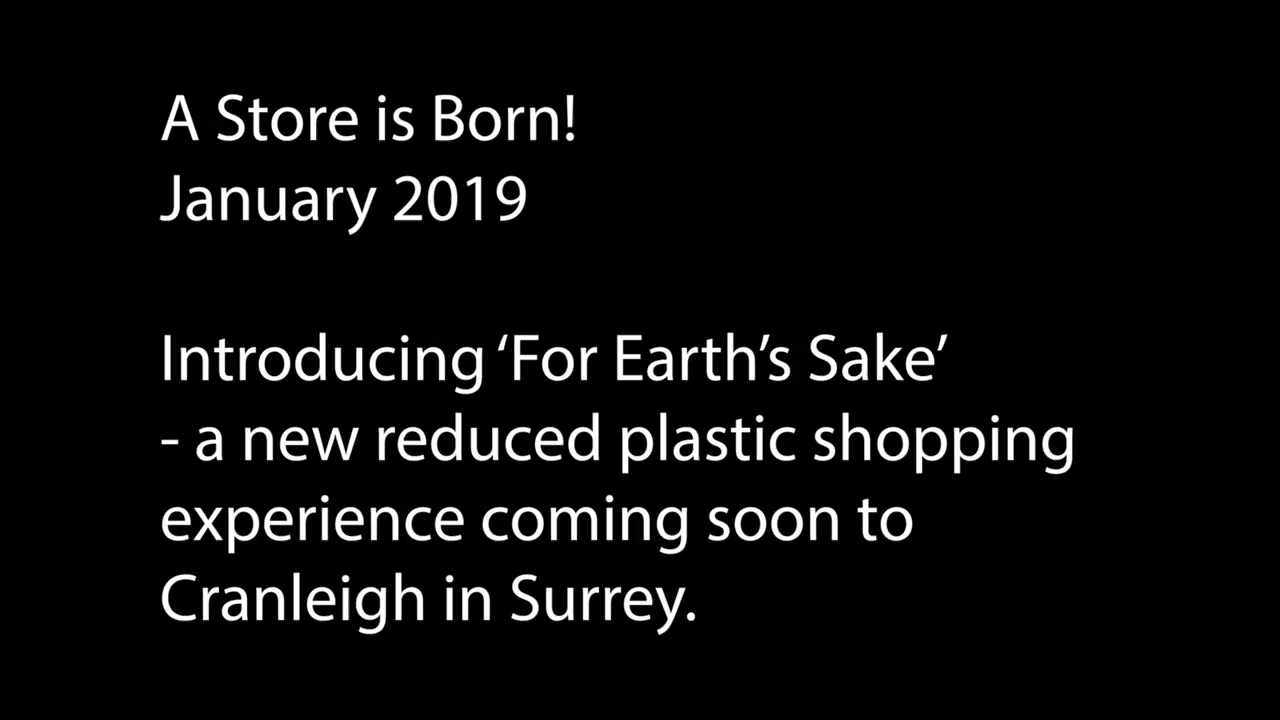 A Store is Born!
January 2019
Introducing ‘For Earth’s Sake’
- a new reduced plastic shopping
experience coming soon to
Cranleigh in Surrey.